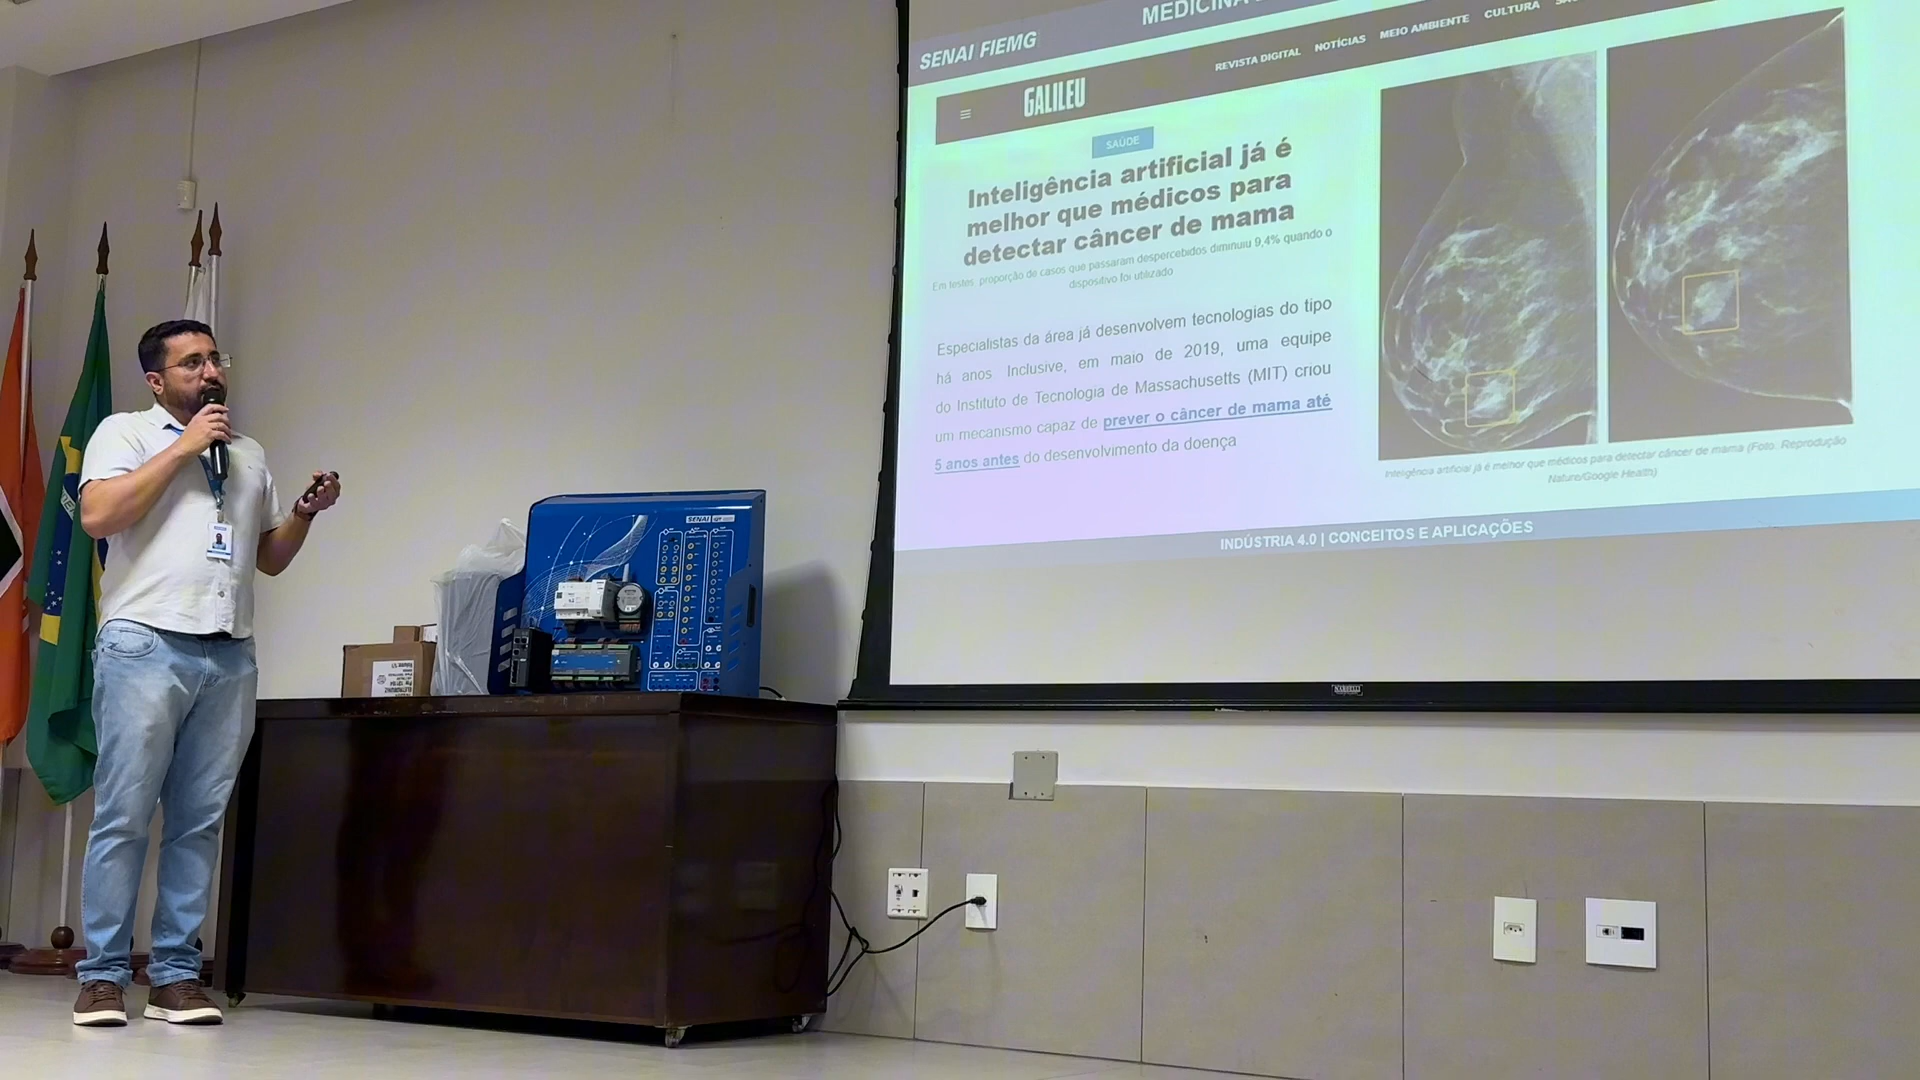 MEDICINA
SENAI FIEMG
REVISTA DIGITAL NOTÍCIAS MEIO AMBIENTE CULTURA
GALILEU
SAÚDE
Inteligência artificial já é
melhor que médicos para
detectar câncer de mama
Em testes, proporção de casos que passaram despercebidos diminuiu 9,4% quando o
dispositivo foi utilizado
Especialistas da área já desenvolvem tecnologias do tipo
há anos Inclusive, em maio de 2019, uma equipe
do Instituto de Tecnologia de Massachusetts (MIT) criou
um mecanismo capaz de prever o câncer de mama até
5 anos antes do desenvolvimento da doença
Inteligência artificial já é melhor que médicos para detectar câncer de mama (Foto: Reprodução
Nature/Google Health)
INDÚSTRIA 4.0 | CONCEITOS E APLICAÇÕES
SENAI